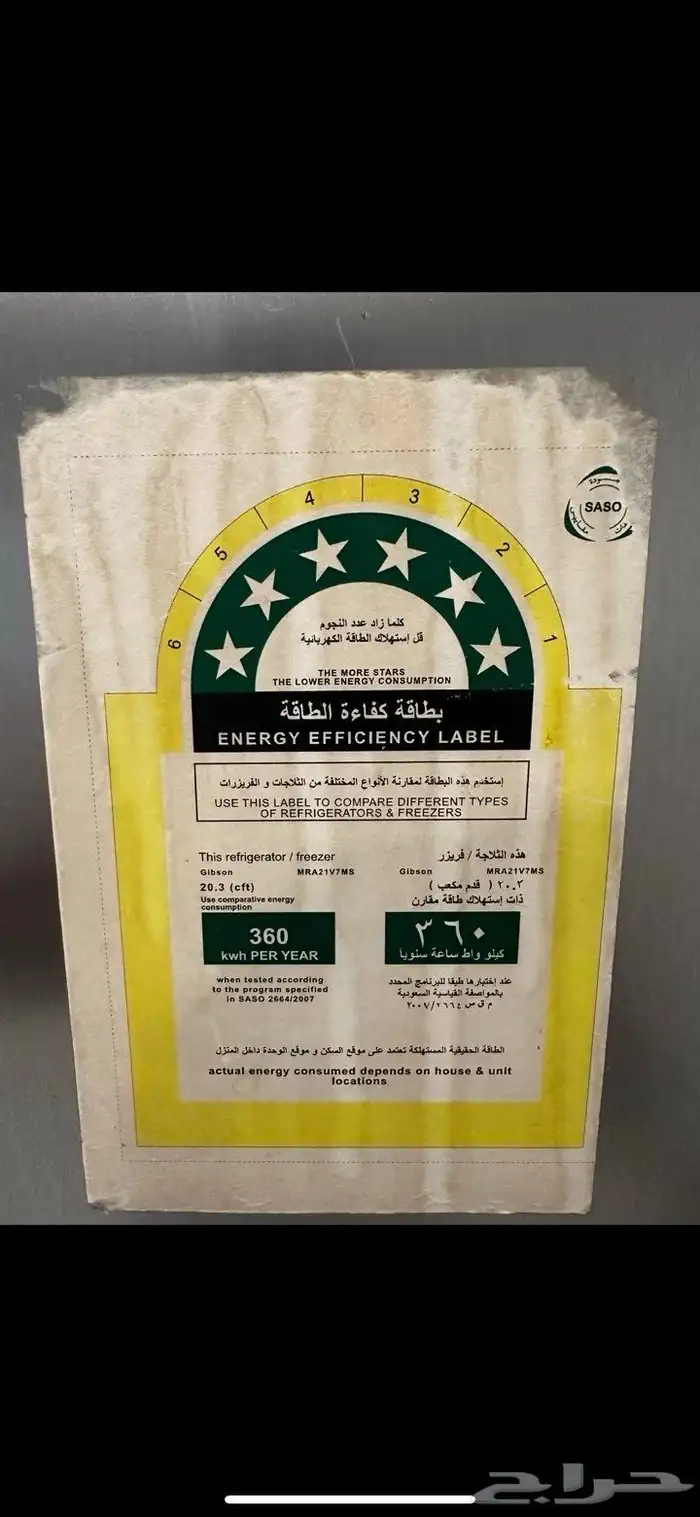 4
3
5
2
6
1
جودة
SASO
كلما زاد عدد النجوم
قل إستهلاك الطاقة الكهربائية
THE MORE STARS
THE LOWER ENERGY CONSUMPTION
بطاقة كفاءة الطاقة
ENERGY EFFICIENCY LABEL
إستخدم هذه البطاقة لمقارنة الأنواع المختلفة من الثلاجات و الفريزرات
USE THIS LABEL TO COMPARE DIFFERENT TYPES
OF REFRIGERATORS & FREEZERS
هذه الثلاجة / فريزر
Gibson MRA21V7MS
٢٠.٣ ( قدم مكعب )
ذات إستهلاك طاقة مقارن
٣٦٠
كيلو واط ساعة سنوياً
عند إختبارها طبقا للبرنامج المحدد
بالمواصفة القياسية السعودية
م ق س ٢٦٦٤/٢٠٠٧
This refrigerator / freezer
Gibson MRA21V7MS
20.3 (cft)
Use comparative energy
consumption
360
kwh PER YEAR
when tested according
to the program specified
in SASO 2664/2007
الطاقة الحقيقية المستهلكة تعتمد على موقع السكن و موقع الوحدة داخل المنزل
actual energy consumed depends on house & unit
locations
حراج